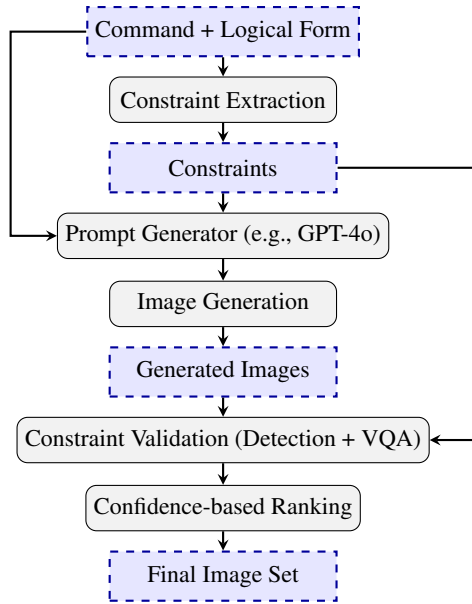 Command + Logical Form
Constraint Extraction
Constraints
Prompt Generator (e.g., GPT-4o)
Image Generation
Generated Images
Constraint Validation (Detection + VQA)
Confidence-based Ranking
Final Image Set